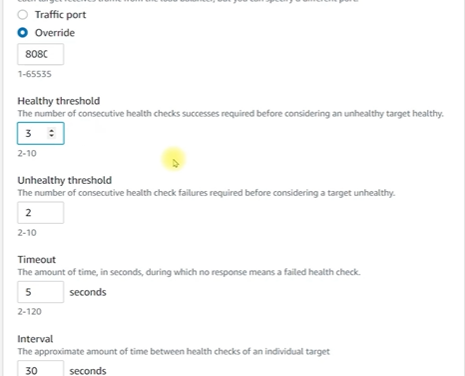 Traffic port
Override
8080
1-65535
Healthy threshold
The number of consecutive health checks successes required before considering an unhealthy target healthy.
3
2-10
Unhealthy threshold
The number of consecutive health check failures required before considering a target unhealthy.
2
2-10
Timeout
The amount of time, in seconds, during which no response means a failed health check.
5 seconds
2-120
Interval
The approximate amount of time between health checks of an individual target
30 seconds